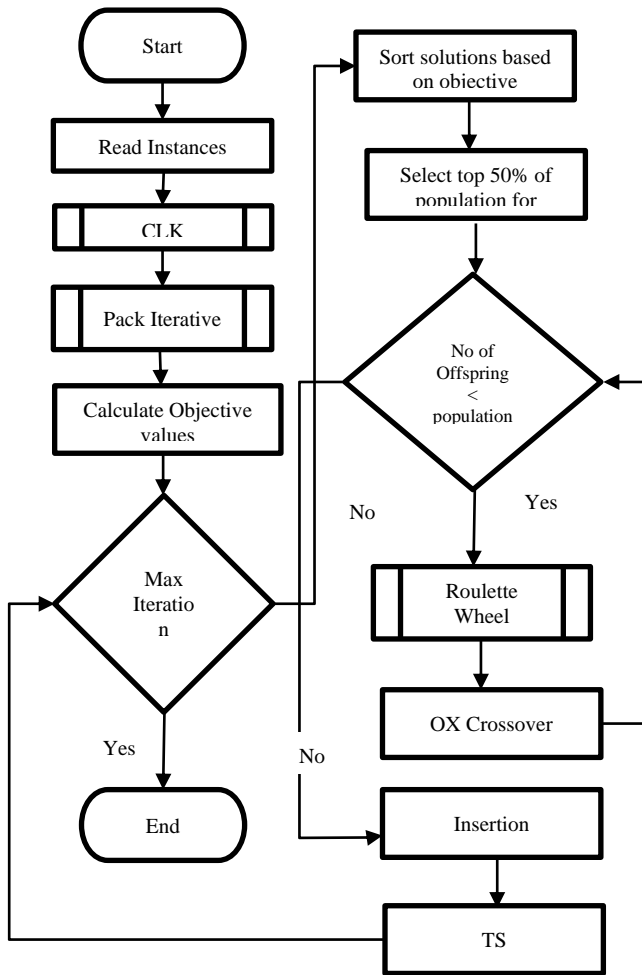 Start
Read Instances
CLK
Pack Iterative
Calculate Objective
values
Max
Iteratio
n
Yes
End
Sort solutions based
on objective
Select top 50% of
population for
No of
Offspring
<
population
No
Yes
Roulette
Wheel
OX Crossover
No
Insertion
TS